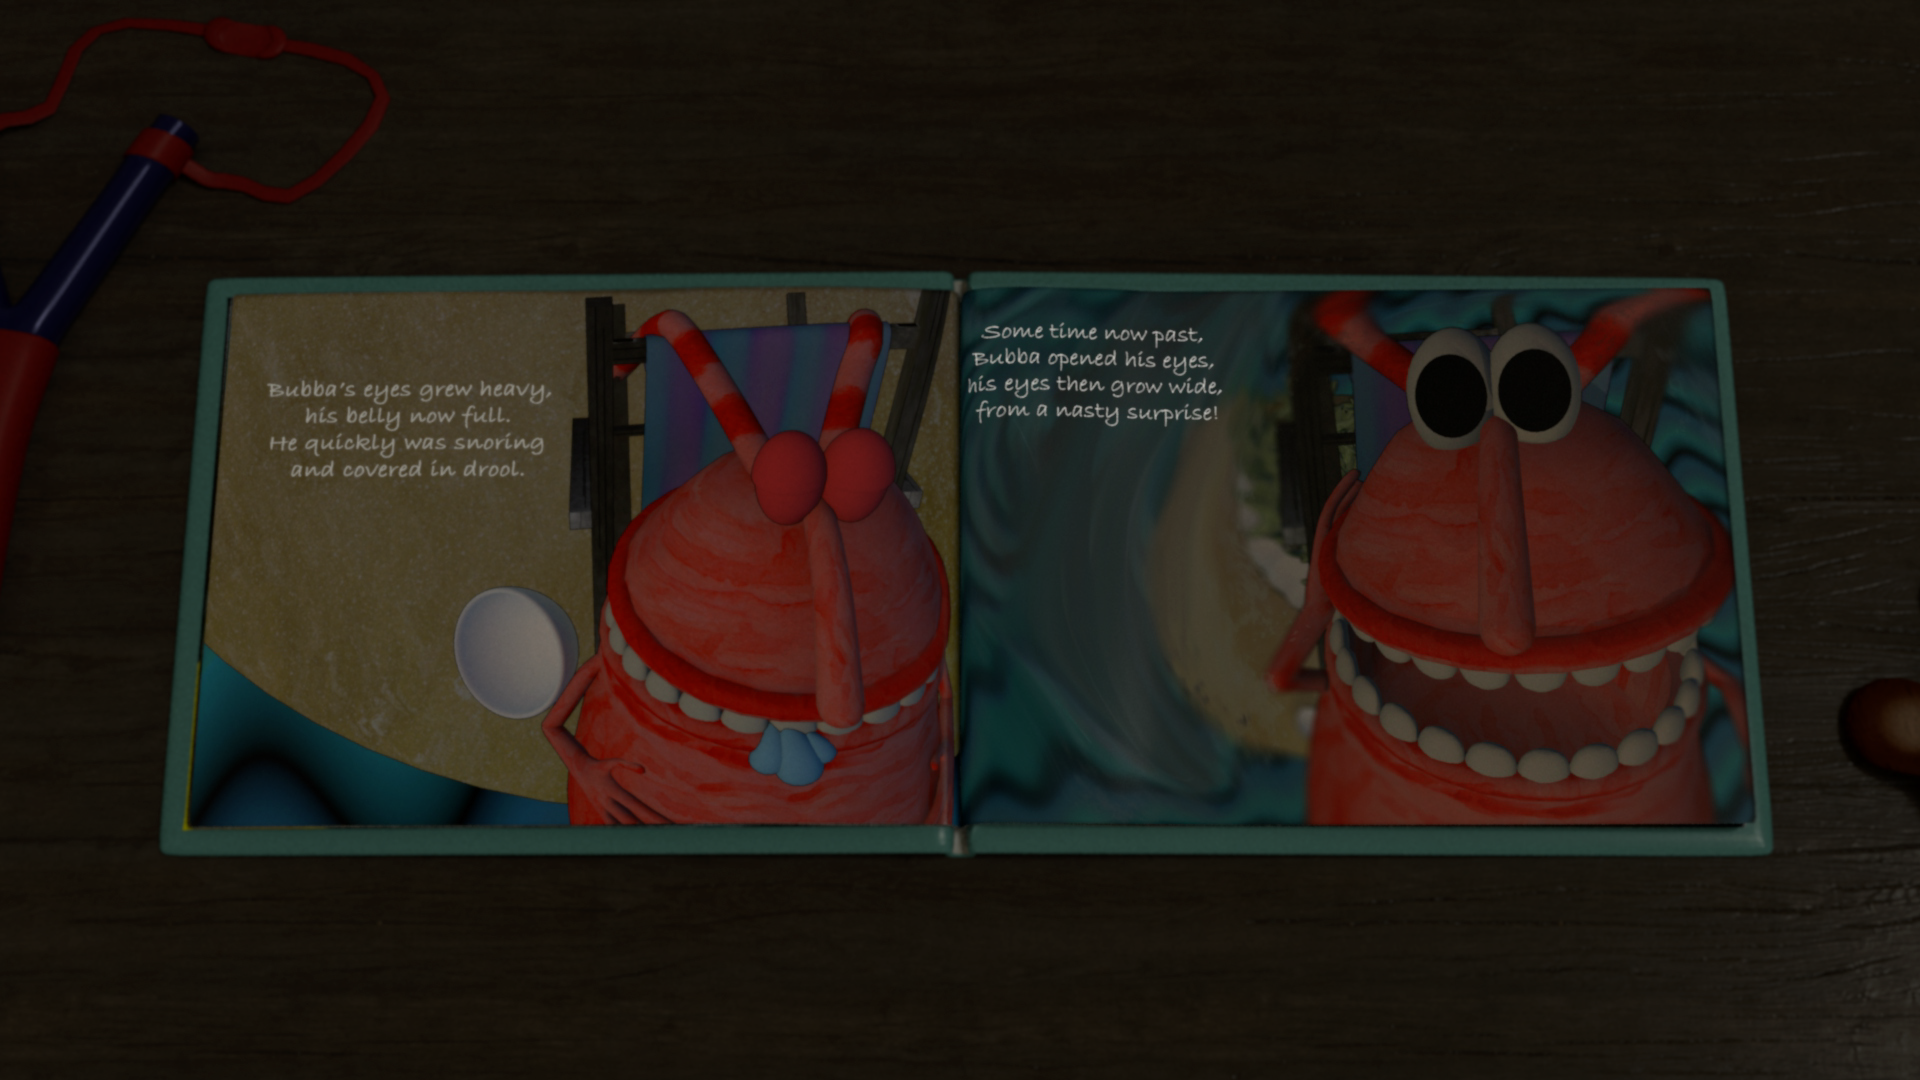 Bubba's eyes grew heavy,
his belly now full.
He quickly was snoring
and covered in drool.
Some time now past,
Bubba opened his eyes,
his eyes then grow wide,
from a nasty surprise!